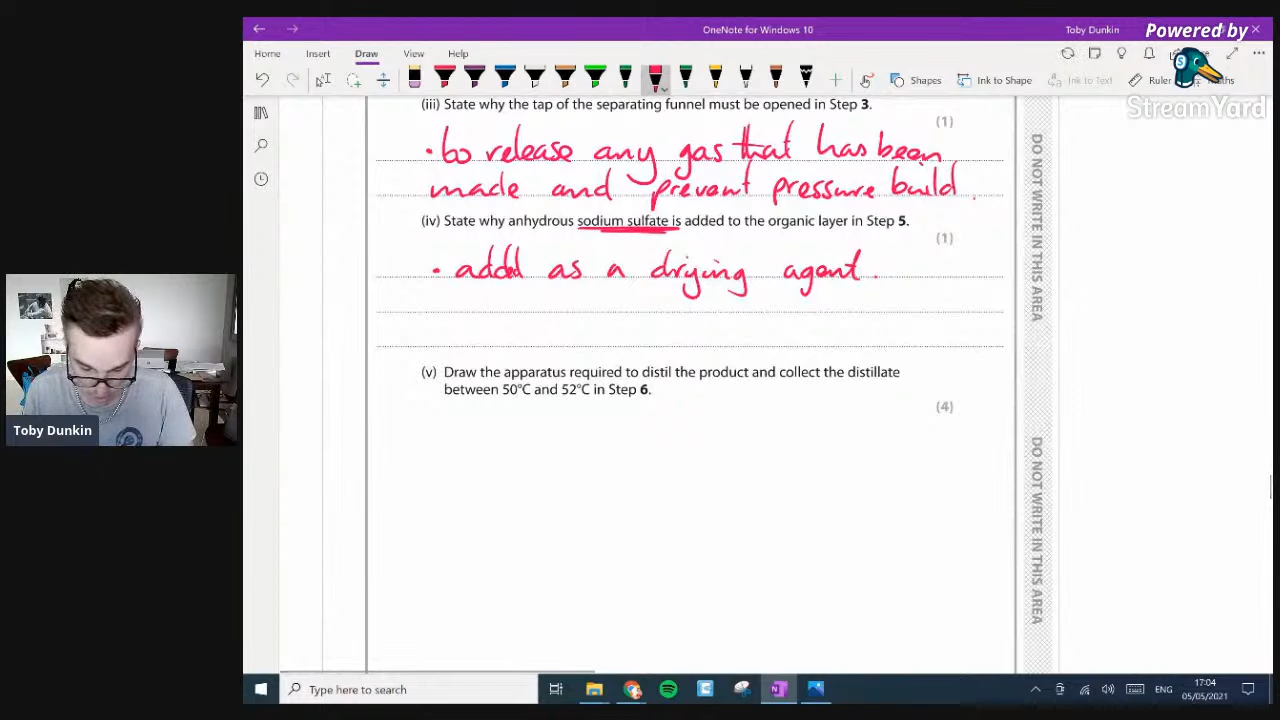 OneNote for Windows 10
Toby Dunkin
Powered by
StreamYard
Home
Insert
Draw
View
Help
Shapes
Ink to Shape
Ink to Text
Ruler
(iii) State why the tap of the separating funnel must be opened in Step 3.
(1)
• to release any gas that has been
made and prevent pressure build.
(iv) State why anhydrous sodium sulfate is added to the organic layer in Step 5.
(1)
• added as a drying agent.
(v) Draw the apparatus required to distil the product and collect the distillate
between 50°C and 52°C in Step 6.
(4)
DO NOT WRITE IN THIS AREA
DO NOT WRITE IN THIS AREA
Toby Dunkin
Type here to search
ENG
17:04
05/05/2021